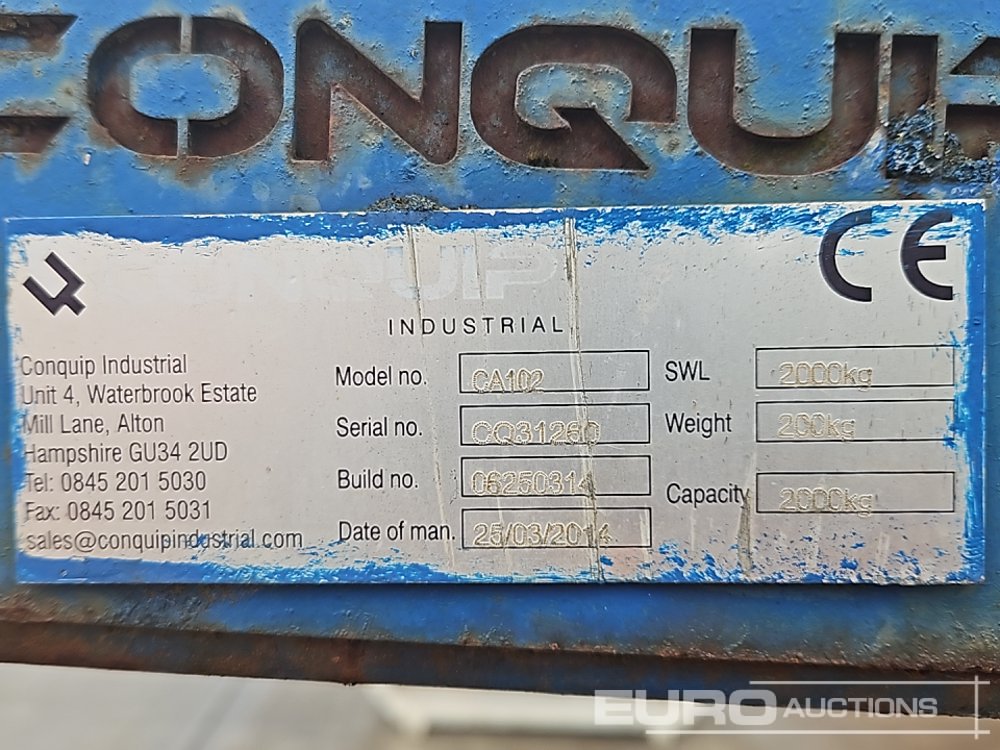 CONQUIP
CONQUIP
CE
INDUSTRIAL
Conquip Industrial
Unit 4, Waterbrook Estate
Mill Lane, Alton
Hampshire GU34 2UD
Tel: 0845 201 5030
Fax: 0845 201 5031
sales@conquipindustrial.com
Model no. CA102
Serial no. CQ31260
Build no. 06250314
Date of man. 25/03/2014
SWL 2000kg
Weight 200kg
Capacity 2000kg
EURO AUCTIONS